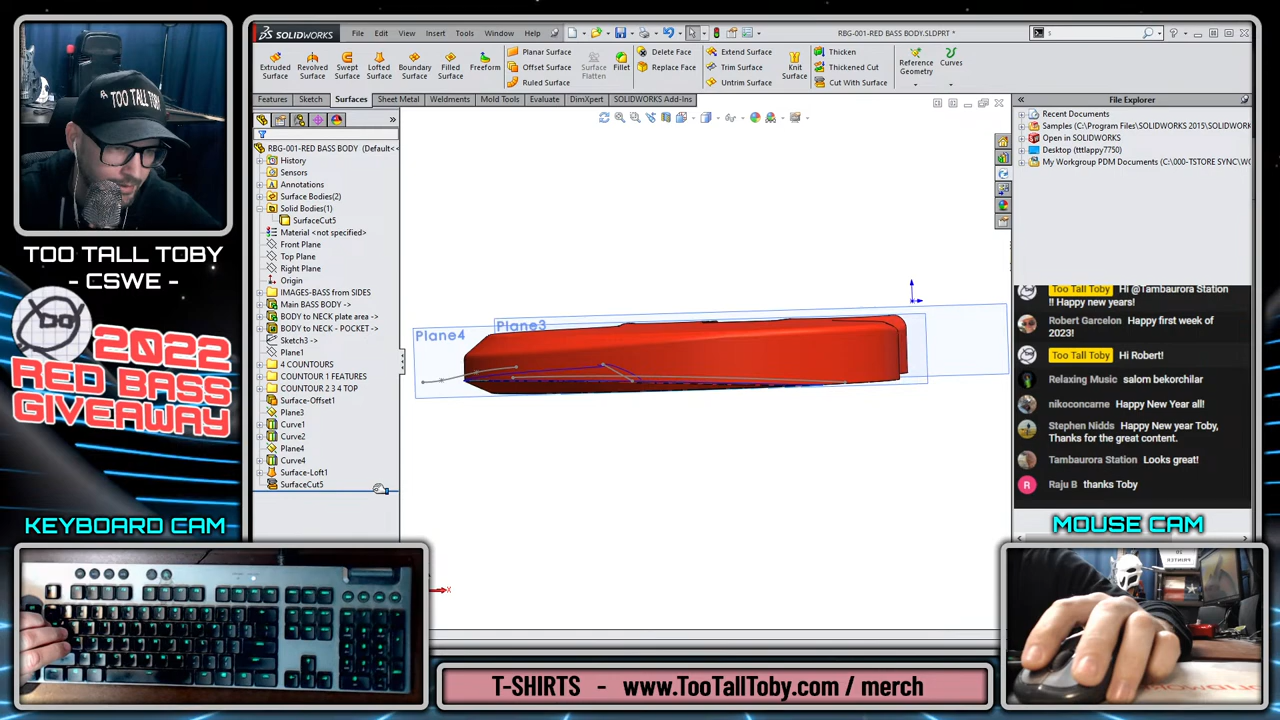 TOO TALL TOBY
SOLIDWORKS
File Edit View Insert Tools Window Help
RBG-001-RED BASS BODY.SLDPRT *
s
Extruded Surface
Revolved Surface
Swept Surface
Lofted Surface
Boundary Surface
Filled Surface
Freeform
Planar Surface
Offset Surface
Ruled Surface
Surface Flatten
Fillet
Delete Face
Replace Face
Extend Surface
Trim Surface
Untrim Surface
Knit Surface
Thicken
Thickened Cut
Cut With Surface
Reference Geometry
Curves
Features Sketch Surfaces Sheet Metal Weldments Mold Tools Evaluate DimXpert SOLIDWORKS Add-Ins
File Explorer
Recent Documents
Samples (C:\Program Files\SOLIDWORKS 2015\SOLIDWORK
Open in SOLIDWORKS
Desktop (tttlappy7750)
My Workgroup PDM Documents (C:\000-TSTORE SYNC\WO
RBG-001-RED BASS BODY (Default<<
History
Sensors
Annotations
Surface Bodies(2)
Solid Bodies(1)
SurfaceCut5
Material <not specified>
Front Plane
Top Plane
Right Plane
Origin
IMAGES-BASS from SIDES
Main BASS BODY ->
BODY to NECK plate area ->
BODY to NECK - POCKET ->
Sketch3 ->
Plane1
4 COUNTOURS
COUNTOUR 1 FEATURES
COUNTOUR 2 3 4 TOP
Surface-Offset1
Plane3
Curve1
Curve2
Plane4
Curve4
Surface-Loft1
SurfaceCut5
Plane4
Plane3
X
TOO TALL TOBY
- CSWE -
2022
RED BASS
GIVEAWAY
KEYBOARD CAM
Too Tall Toby Hi @Tambaurora Station
!! Happy new years!
Robert Garcelon Happy first week of
2023!
Too Tall Toby Hi Robert!
Relaxing Music salom bekorchilar
nikoconcarne Happy New Year all!
Stephen Nidds Happy New year Toby,
Thanks for the great content.
Tambaurora Station Looks great!
R
Raju B thanks Toby
MOUSE CAM
T-SHIRTS - www.TooTallToby.com / merch